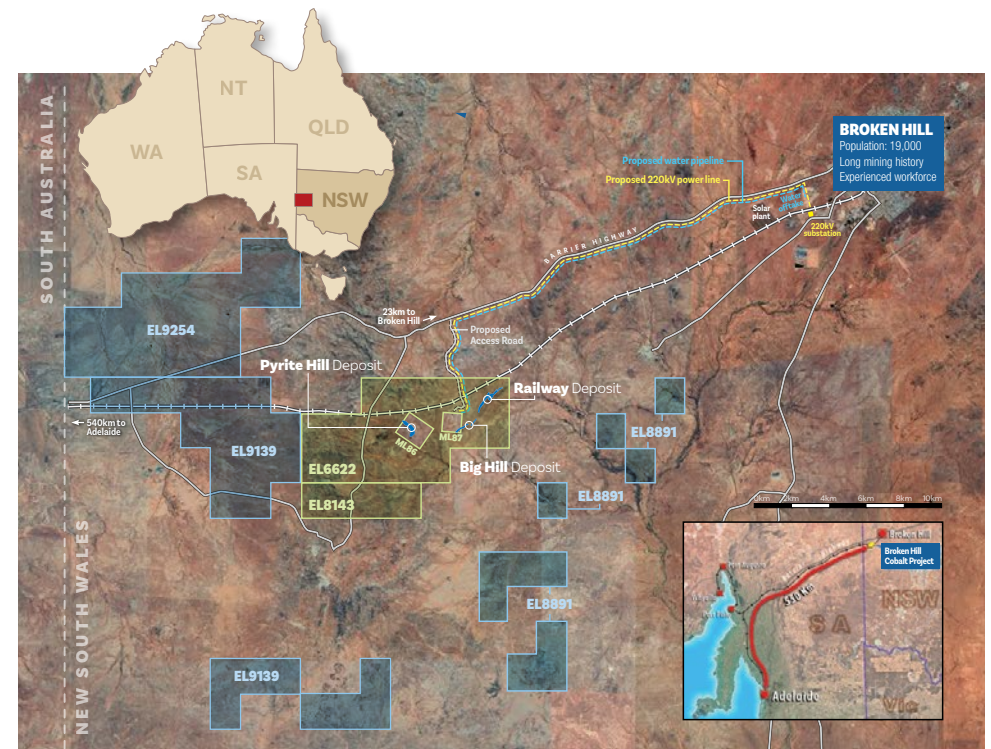 NT
QLD
WA
SA
NSW
SOUTH AUSTRALIA
NEW SOUTH WALES
BROKEN HILL
Population: 19,000
Long mining history
Experienced workforce
Proposed water pipeline
Proposed 220kV power line
Solar
plant
Water
offtake
220kV
substation
BARRIER HIGHWAY
23km to
Broken Hill
Proposed
Access Road
EL9254
Pyrite Hill Deposit
Railway Deposit
540km to
Adelaide
ML86
ML87
EL8891
EL9139
EL6622
Big Hill Deposit
EL8143
EL8891
0km
2km
4km
6km
8km
10km
EL8891
EL9139
Broken Hill
Broken Hill
Cobalt Project
NSW
SA
Adelaide
Vic